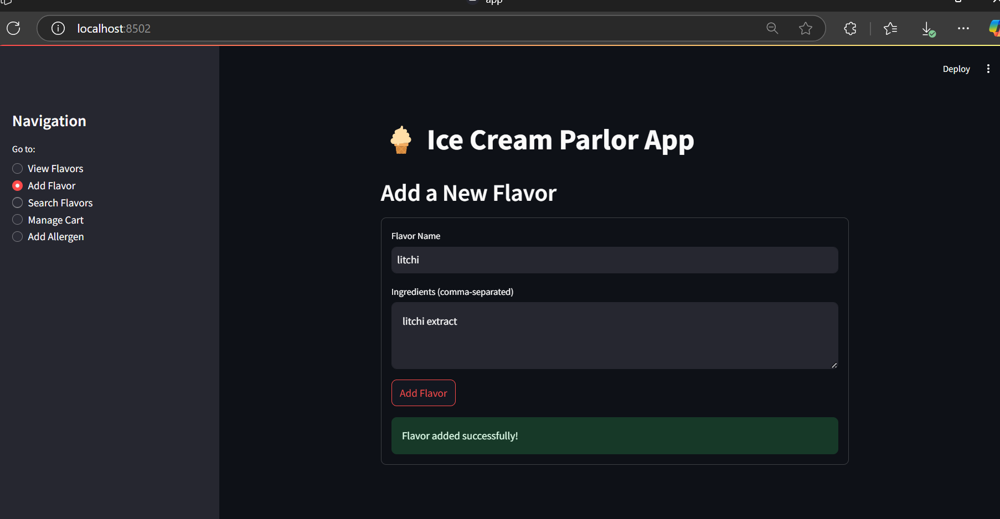 app
localhost:8502
Deploy
Navigation
Go to:
View Flavors
Add Flavor
Search Flavors
Manage Cart
Add Allergen
Ice Cream Parlor App
Add a New Flavor
Flavor Name
litchi
Ingredients (comma-separated)
litchi extract
Add Flavor
Flavor added successfully!